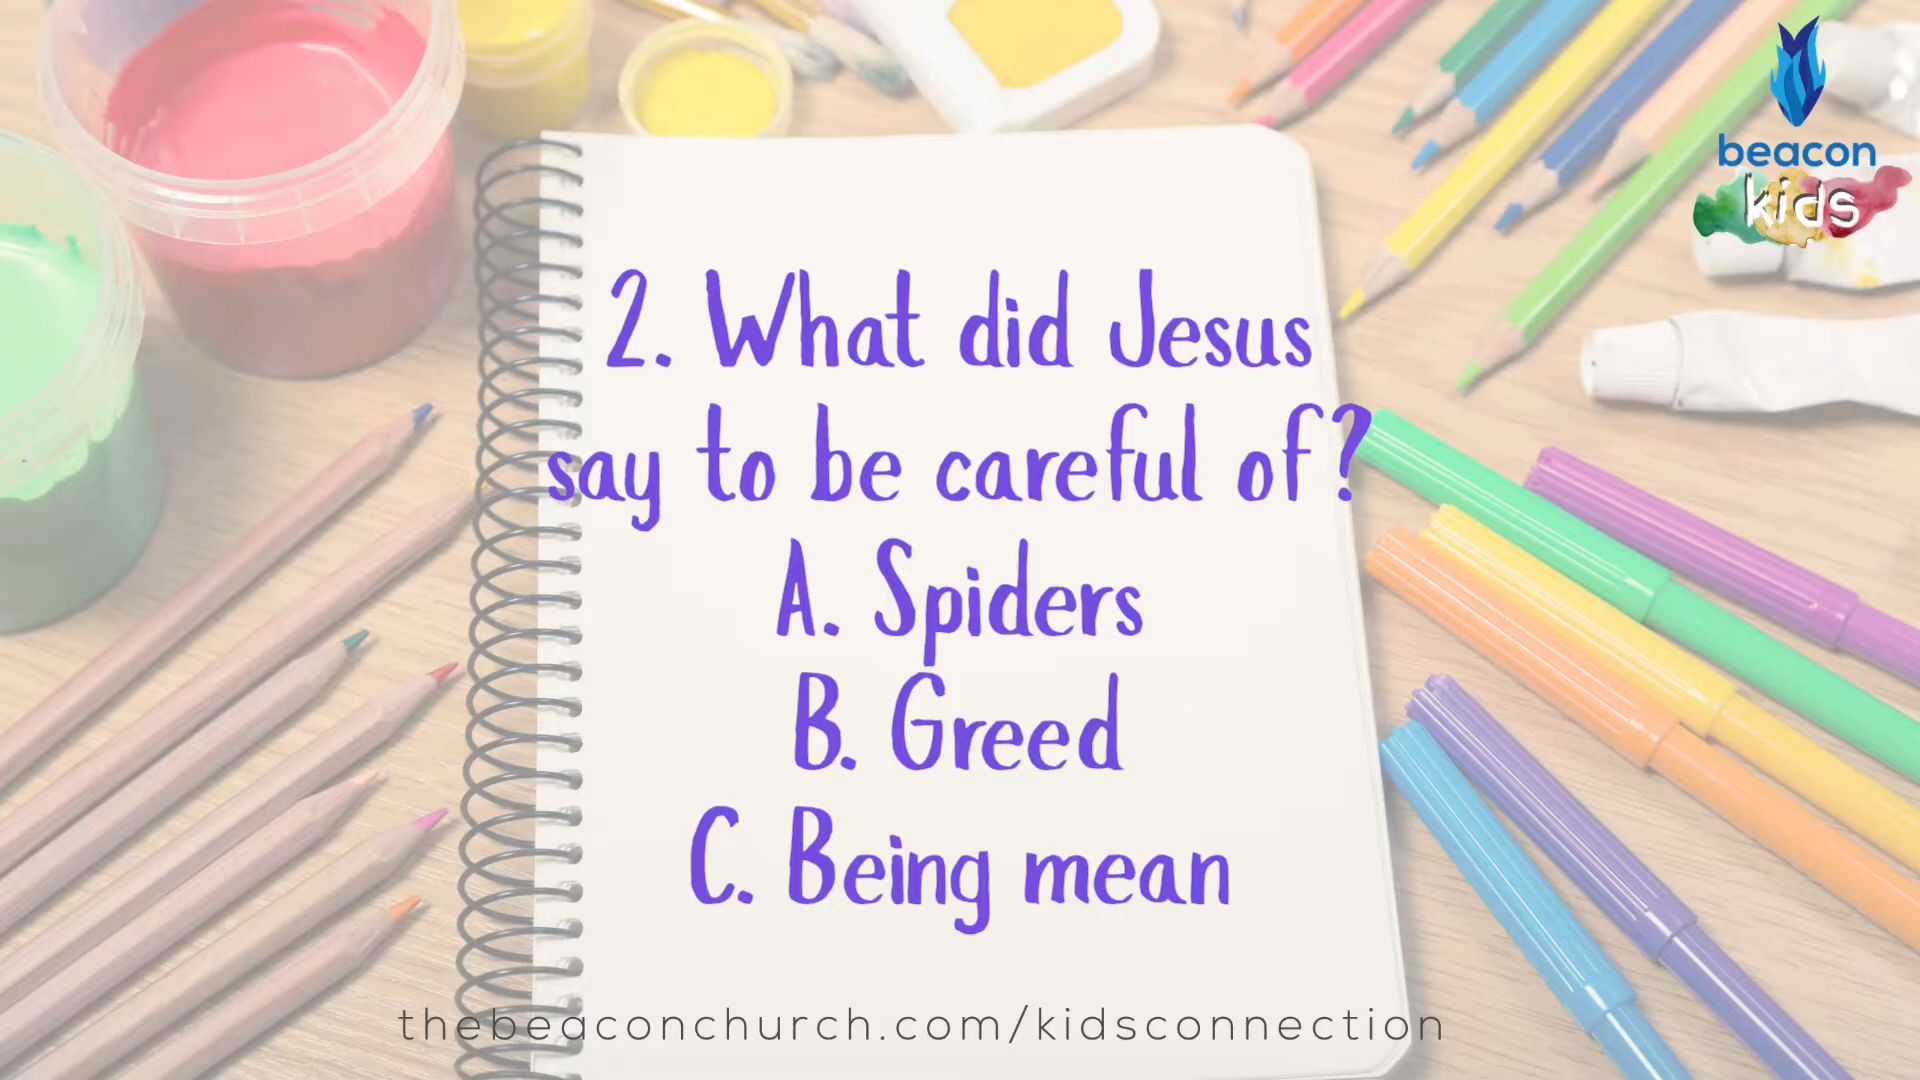 beacon
kids
2. What did Jesus
say to be careful of?
A. Spiders
B. Greed
C. Being mean
thebeaconchurch.com/kidsconnection